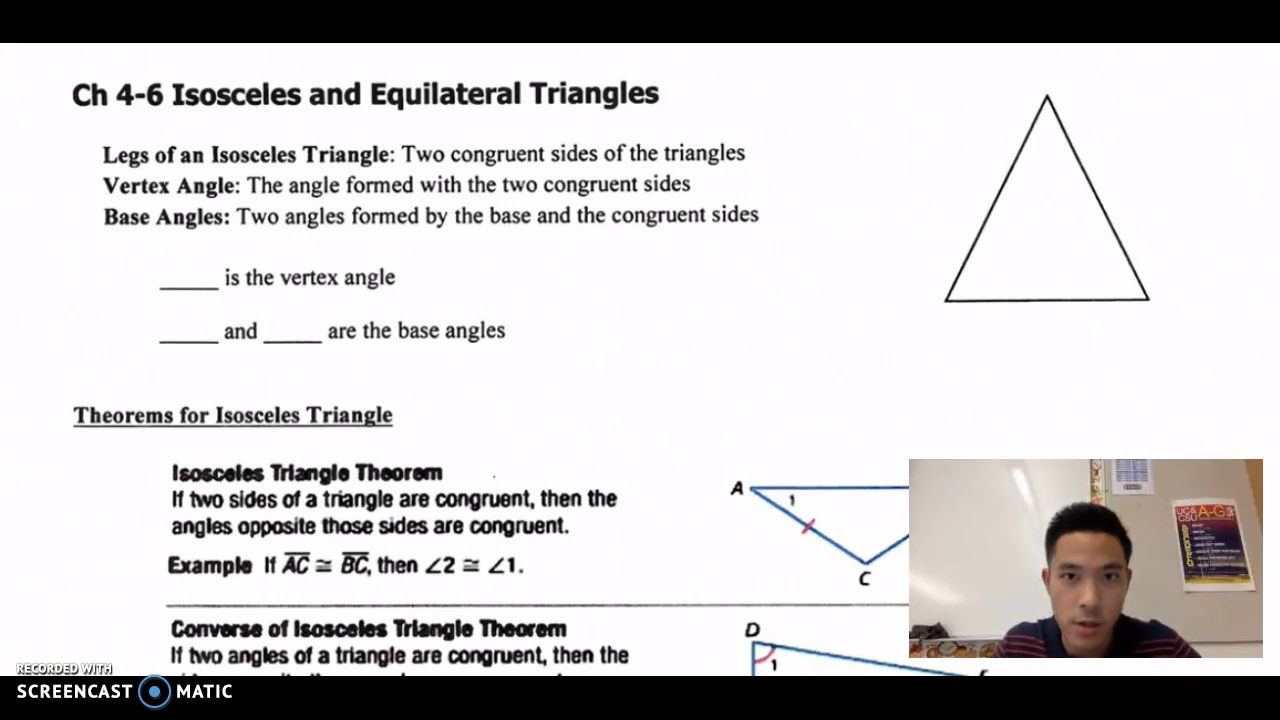 Ch 4-6 Isosceles and Equilateral Triangles
Legs of an Isosceles Triangle: Two congruent sides of the triangles
Vertex Angle: The angle formed with the two congruent sides
Base Angles: Two angles formed by the base and the congruent sides
_____ is the vertex angle
_____ and _____ are the base angles
Theorems for Isosceles Triangle
Isosceles Triangle Theorem
If two sides of a triangle are congruent, then the
angles opposite those sides are congruent.
Example If A̅C̅ ≅ B̅C̅, then ∠2 ≅ ∠1.
A
1
C
Converse of Isosceles Triangle Theorem
If two angles of a triangle are congruent, then the
D
1
UCS A-G
CSU
RECORDED WITH
SCREENCAST MATIC